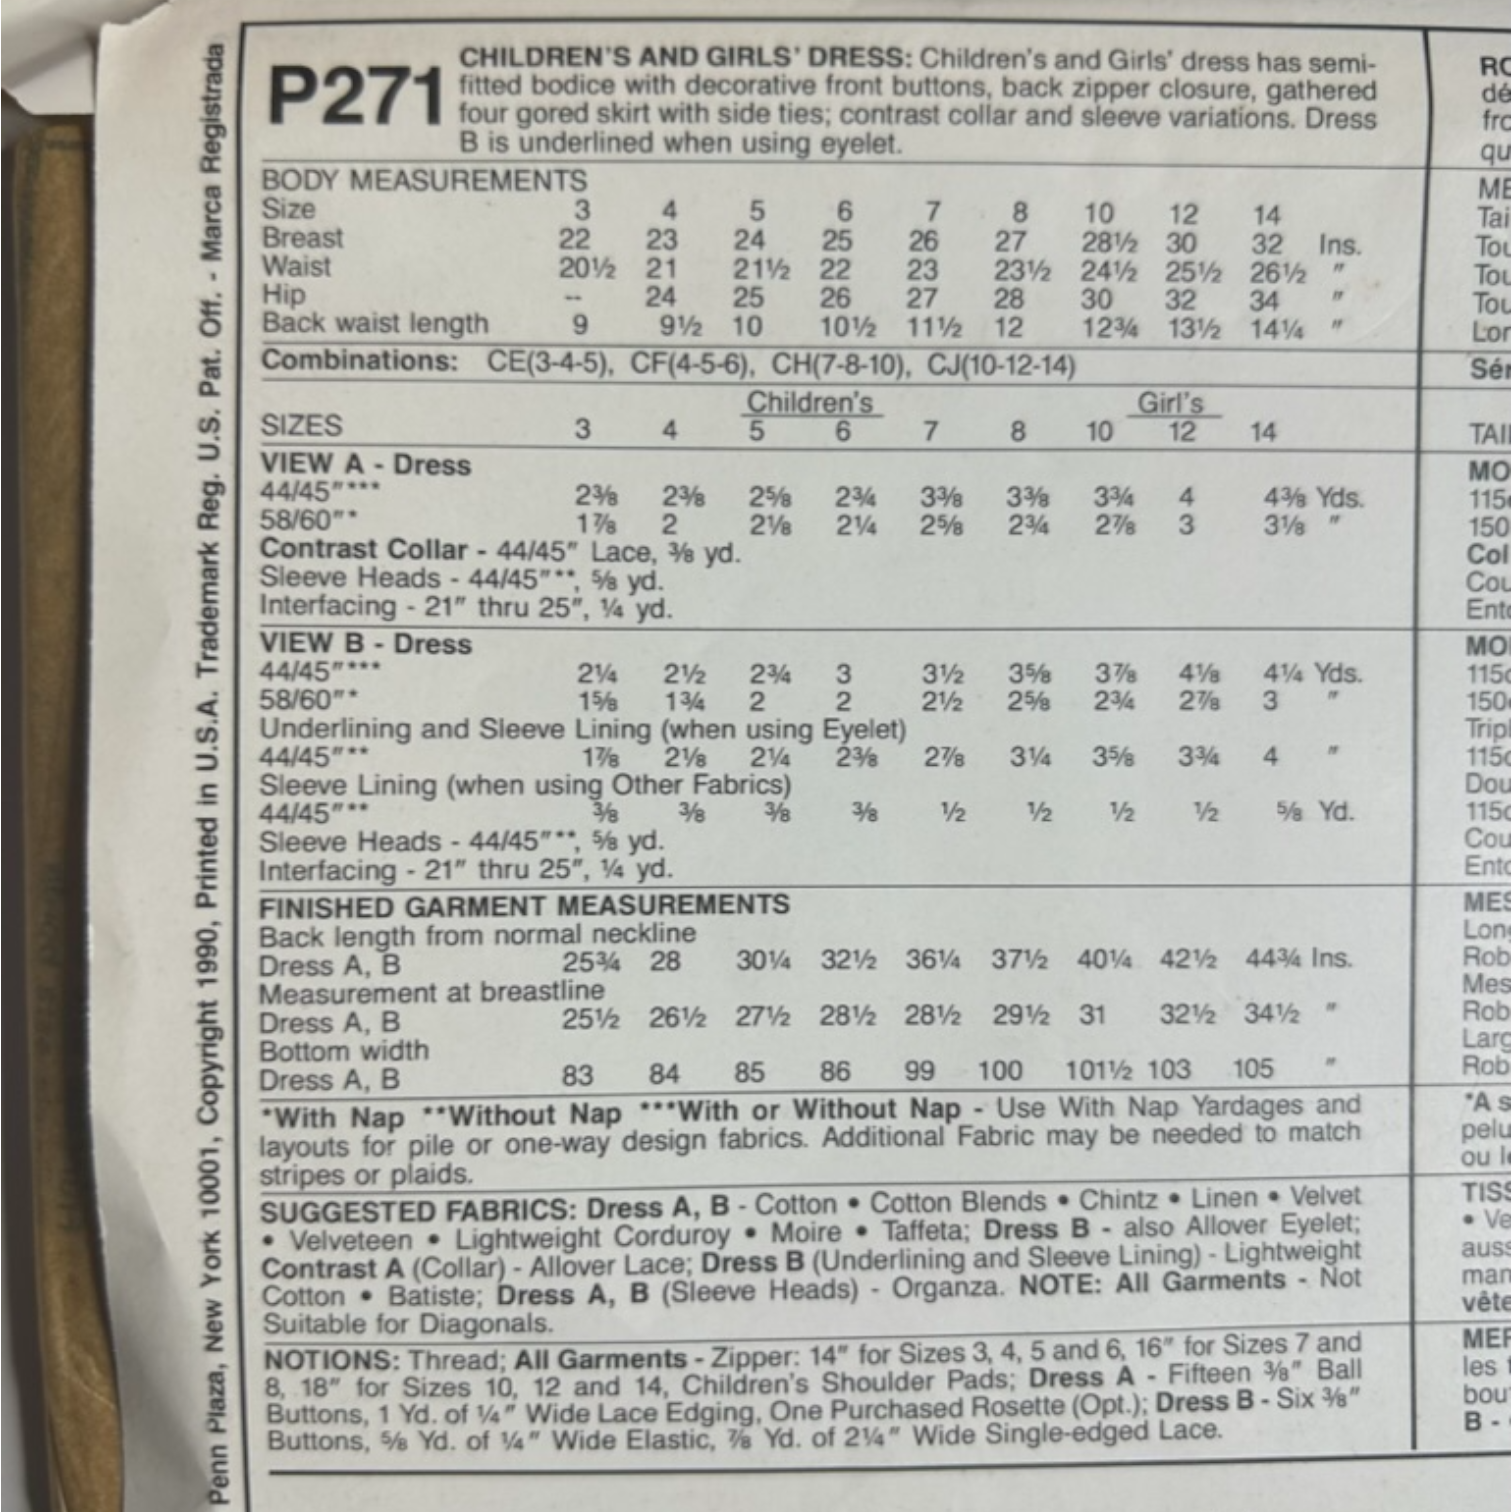 P271
CHILDREN'S AND GIRLS' DRESS: Children's and Girls' dress has semi-
fitted bodice with decorative front buttons, back zipper closure, gathered
four gored skirt with side ties; contrast collar and sleeve variations. Dress
B is underlined when using eyelet.
BODY MEASUREMENTS
Size 3 4 5 6 7 8 10 12 14
Breast 22 23 24 25 26 27 28½ 30 32 Ins.
Waist 20½ 21 21½ 22 23 23½ 24½ 25½ 26½ "
Hip -- 24 25 26 27 28 30 32 34 "
Back waist length 9 9½ 10 10½ 11½ 12 12¾ 13½ 14¼ "
Combinations: CE(3-4-5), CF(4-5-6), CH(7-8-10), CJ(10-12-14)
Children's Girl's
SIZES 3 4 5 6 7 8 10 12 14
VIEW A - Dress
44/45"*** 2⅜ 2⅜ 2⅝ 2¾ 3⅜ 3⅜ 3¾ 4 4⅜ Yds.
58/60"* 1⅞ 2 2⅛ 2¼ 2⅝ 2¾ 2⅞ 3 3⅛ "
Contrast Collar - 44/45" Lace, ⅜ yd.
Sleeve Heads - 44/45"**, ⅝ yd.
Interfacing - 21" thru 25", ¼ yd.
VIEW B - Dress
44/45"*** 2¼ 2½ 2¾ 3 3½ 3⅝ 3⅞ 4⅛ 4¼ Yds.
58/60"* 1⅝ 1¾ 2 2 2½ 2⅝ 2¾ 2⅞ 3 "
Underlining and Sleeve Lining (when using Eyelet)
44/45"** 1⅞ 2⅛ 2¼ 2⅜ 2⅞ 3¼ 3⅝ 3¾ 4 "
Sleeve Lining (when using Other Fabrics)
44/45"** ⅜ ⅜ ⅜ ⅜ ½ ½ ½ ½ ⅝ Yd.
Sleeve Heads - 44/45"**, ⅝ yd.
Interfacing - 21" thru 25", ¼ yd.
FINISHED GARMENT MEASUREMENTS
Back length from normal neckline
Dress A, B 25¾ 28 30¼ 32½ 36¼ 37½ 40¼ 42½ 44¾ Ins.
Measurement at breastline
Dress A, B 25½ 26½ 27½ 28½ 28½ 29½ 31 32½ 34½ "
Bottom width
Dress A, B 83 84 85 86 99 100 101½ 103 105 "
*With Nap **Without Nap ***With or Without Nap - Use With Nap Yardages and
layouts for pile or one-way design fabrics. Additional Fabric may be needed to match
stripes or plaids.
SUGGESTED FABRICS: Dress A, B - Cotton • Cotton Blends • Chintz • Linen • Velvet
• Velveteen • Lightweight Corduroy • Moire • Taffeta; Dress B - also Allover Eyelet;
Contrast A (Collar) - Allover Lace; Dress B (Underlining and Sleeve Lining) - Lightweight
Cotton • Batiste; Dress A, B (Sleeve Heads) - Organza. NOTE: All Garments - Not
Suitable for Diagonals.
NOTIONS: Thread; All Garments - Zipper: 14" for Sizes 3, 4, 5 and 6, 16" for Sizes 7 and
8, 18" for Sizes 10, 12 and 14, Children's Shoulder Pads; Dress A - Fifteen ⅜" Ball
Buttons, 1 Yd. of ¼" Wide Lace Edging, One Purchased Rosette (Opt.); Dress B - Six ⅜"
Buttons, ⅝ Yd. of ¼" Wide Elastic, ⅞ Yd. of 2¼" Wide Single-edged Lace.
Penn Plaza, New York 10001, Copyright 1990, Printed in U.S.A. Trademark Reg. U.S. Pat. Off. - Marca Registrada